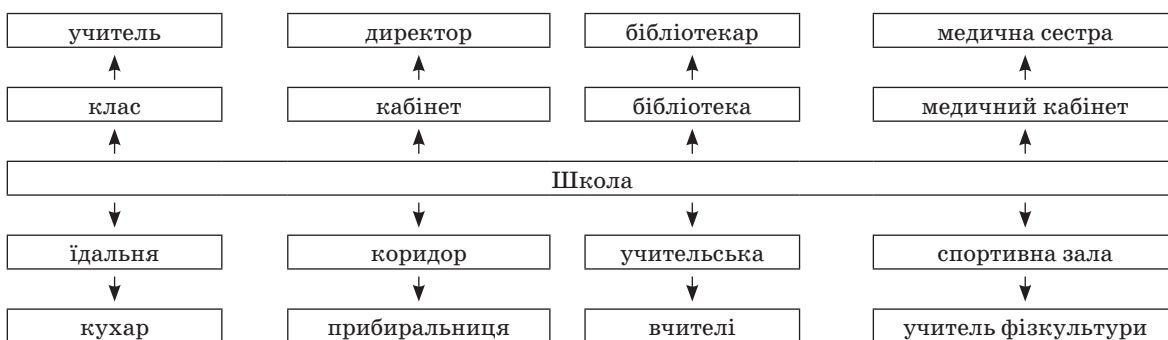 учитель директор бібліотекар медична сестра
клас кабінет бібліотека медичний кабінет
Школа
їдальня коридор учительська спортивна зала
кухар прибиральниця вчителі учитель фізкультури